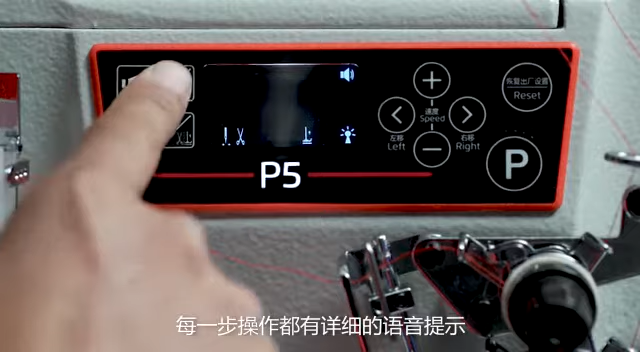 恢复出厂设置
Reset
速度
Speed
左移
Left
右移
Right
P
P5
每一步操作都有详细的语音提示